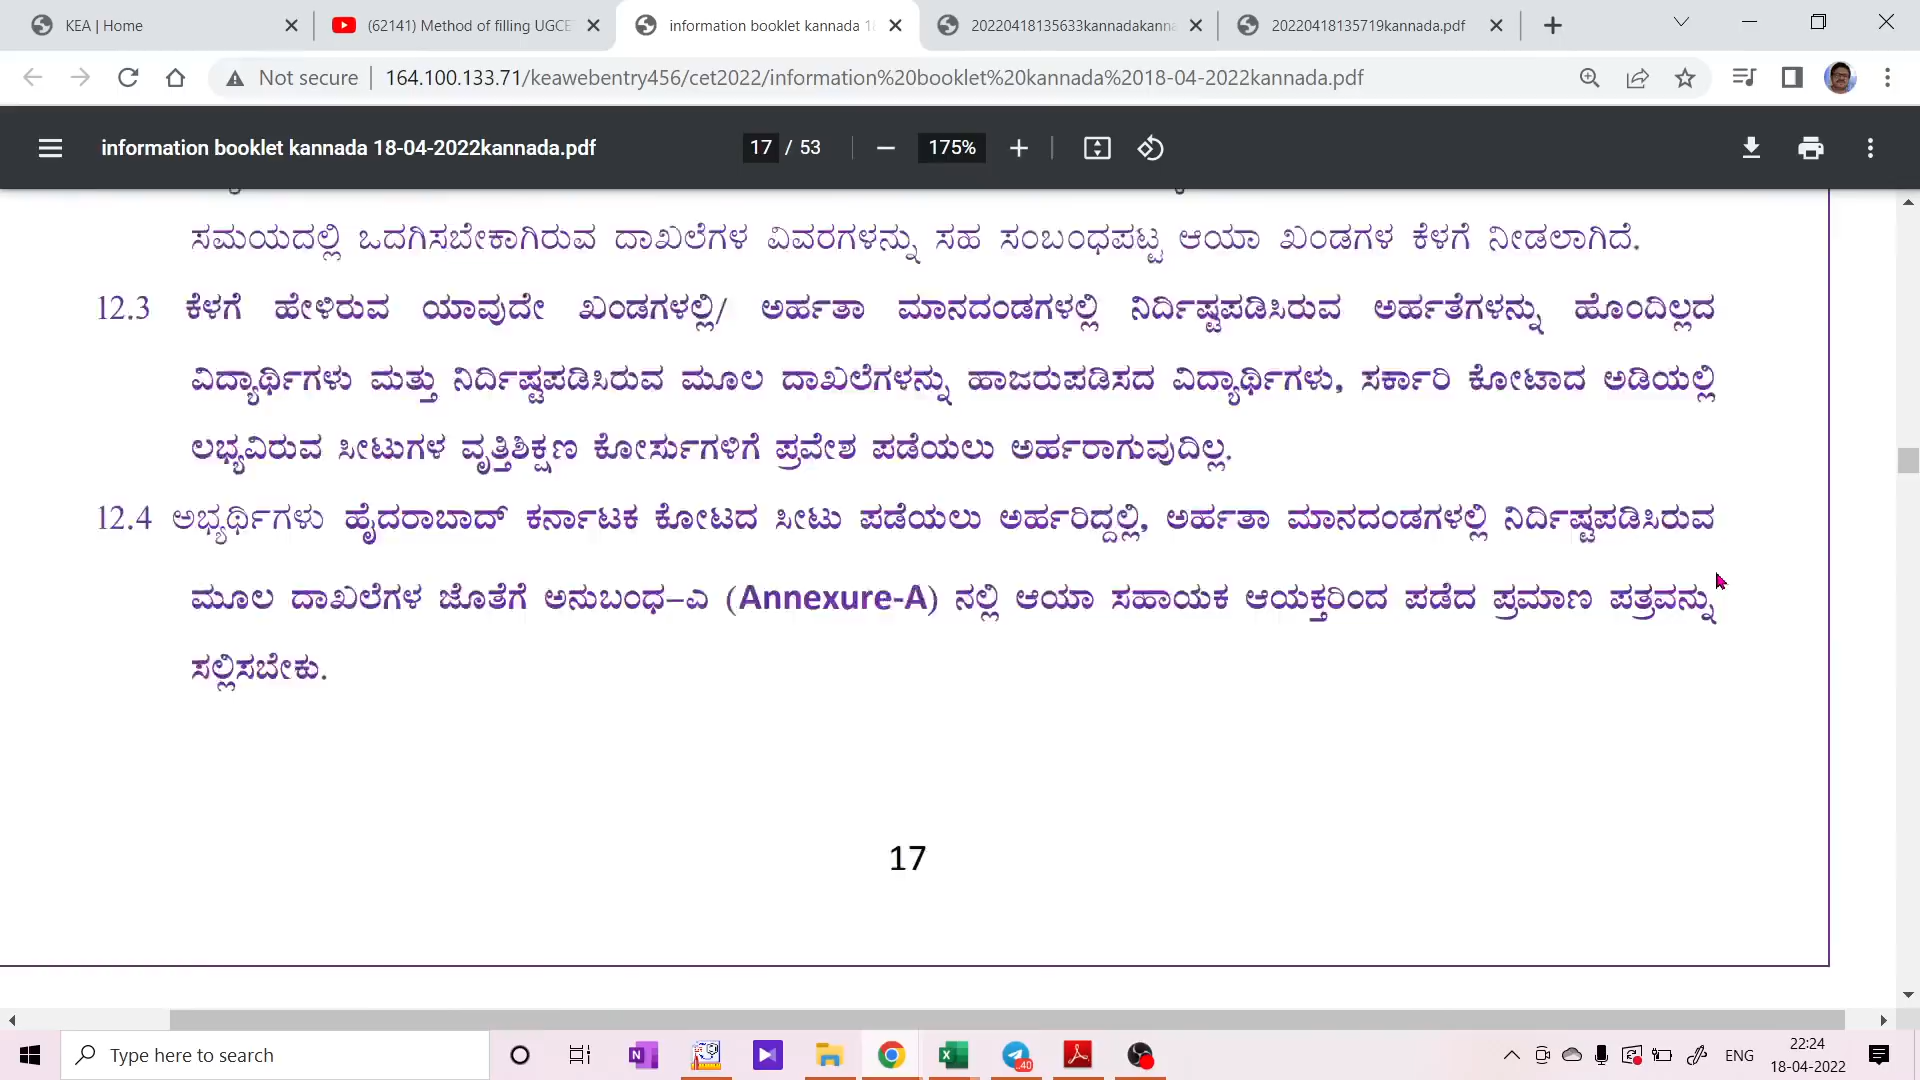 KEA | Home
(62141) Method of filling UGCE
information booklet kannada 1
20220418135633kannadakanna
20220418135719kannada.pdf
Not secure
164.100.133.71/keawebentry456/cet2022/information%20booklet%20kannada%2018-04-2022kannada.pdf
information booklet kannada 18-04-2022kannada.pdf
17 / 53
175%
ಸಮಯದಲ್ಲಿ ಒದಗಿಸಬೇಕಾಗಿರುವ ದಾಖಲೆಗಳ ವಿವರಗಳನ್ನು ಸಹ ಸಂಬಂಧಪಟ್ಟ ಆಯಾ ಖಂಡಗಳ ಕೆಳಗೆ ನೀಡಲಾಗಿದೆ.
12.3 ಕೆಳಗೆ ಹೇಳಿರುವ ಯಾವುದೇ ಖಂಡಗಳಲ್ಲಿ/ ಅರ್ಹತಾ ಮಾನದಂಡಗಳಲ್ಲಿ ನಿರ್ದಿಷ್ಟಪಡಿಸಿರುವ ಅರ್ಹತೆಗಳನ್ನು ಹೊಂದಿಲ್ಲದ
ವಿದ್ಯಾರ್ಥಿಗಳು ಮತ್ತು ನಿರ್ದಿಷ್ಟಪಡಿಸಿರುವ ಮೂಲ ದಾಖಲೆಗಳನ್ನು ಹಾಜರುಪಡಿಸದ ವಿದ್ಯಾರ್ಥಿಗಳು, ಸರ್ಕಾರಿ ಕೋಟಾದ ಅಡಿಯಲ್ಲಿ
ಲಭ್ಯವಿರುವ ಸೀಟುಗಳ ವೃತ್ತಿಶಿಕ್ಷಣ ಕೋರ್ಸುಗಳಿಗೆ ಪ್ರವೇಶ ಪಡೆಯಲು ಅರ್ಹರಾಗುವುದಿಲ್ಲ.
12.4 ಅಭ್ಯರ್ಥಿಗಳು ಹೈದರಾಬಾದ್ ಕರ್ನಾಟಕ ಕೋಟದ ಸೀಟು ಪಡೆಯಲು ಅರ್ಹರಿದ್ದಲ್ಲಿ, ಅರ್ಹತಾ ಮಾನದಂಡಗಳಲ್ಲಿ ನಿರ್ದಿಷ್ಟಪಡಿಸಿರುವ
ಮೂಲ ದಾಖಲೆಗಳ ಜೊತೆಗೆ ಅನುಬಂಧ–ಎ (Annexure-A) ನಲ್ಲಿ ಆಯಾ ಸಹಾಯಕ ಆಯಕ್ತರಿಂದ ಪಡೆದ ಪ್ರಮಾಣ ಪತ್ರವನ್ನು
ಸಲ್ಲಿಸಬೇಕು.
17
Type here to search
ENG
22:24
18-04-2022